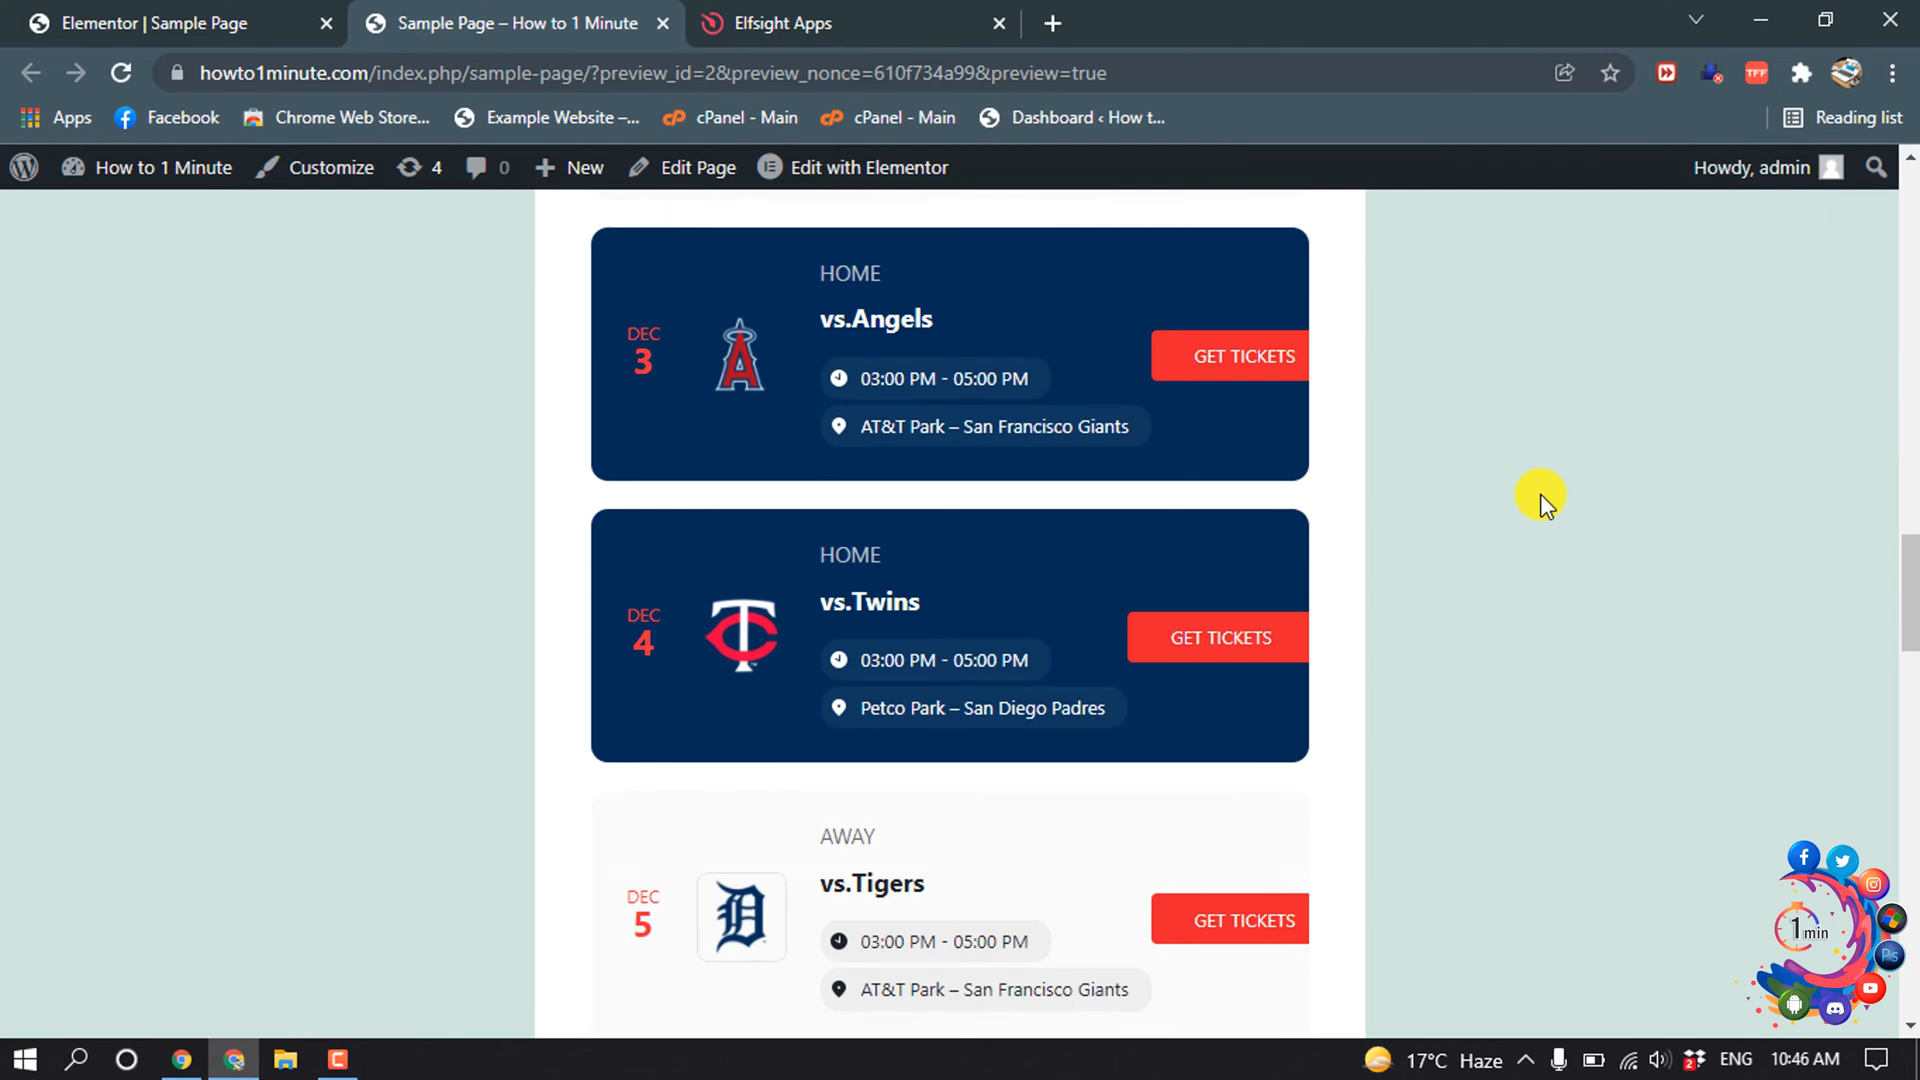 Elementor | Sample Page
Sample Page – How to 1 Minute
Elfsight Apps
howto1minute.com/index.php/sample-page/?preview_id=2&preview_nonce=610f734a99&preview=true
TFF
Apps
Facebook
Chrome Web Store...
Example Website –...
cPanel - Main
cPanel - Main
Dashboard ‹ How t...
Reading list
How to 1 Minute
Customize
4
0
New
Edit Page
Edit with Elementor
Howdy, admin
HOME
vs.Angels
DEC
3
A
03:00 PM - 05:00 PM
AT&T Park – San Francisco Giants
GET TICKETS
HOME
vs.Twins
DEC
4
TC
03:00 PM - 05:00 PM
Petco Park – San Diego Padres
GET TICKETS
AWAY
vs.Tigers
DEC
5
D
03:00 PM - 05:00 PM
AT&T Park – San Francisco Giants
GET TICKETS
1 min
Ps
17°C Haze
2
ENG
10:46 AM